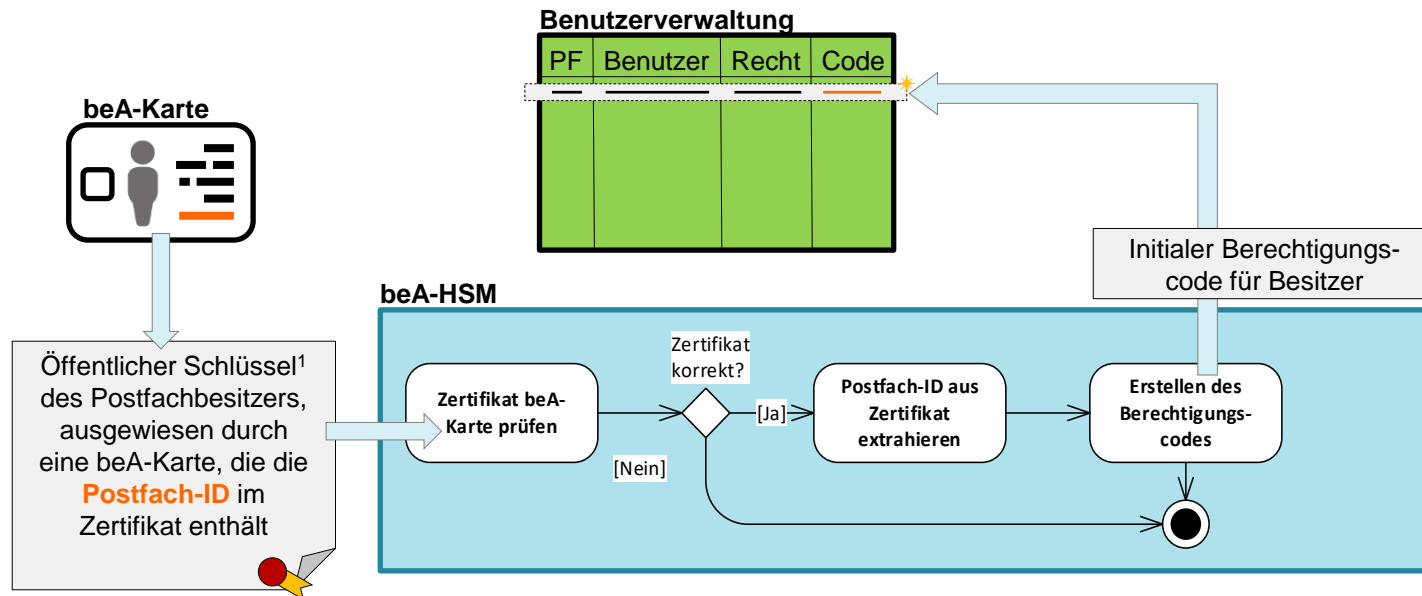 Benutzerverwaltung
PF Benutzer Recht Code
beA-Karte
Initialer Berechtigungs-
code für Besitzer
beA-HSM
Öffentlicher Schlüssel¹
des Postfachbesitzers,
ausgewiesen durch
eine beA-Karte, die die
Postfach-ID im
Zertifikat enthält
Zertifikat beA-
Karte prüfen
Zertifikat
korrekt?
[Ja]
[Nein]
Postfach-ID aus
Zertifikat
extrahieren
Erstellen des
Berechtigungs-
codes